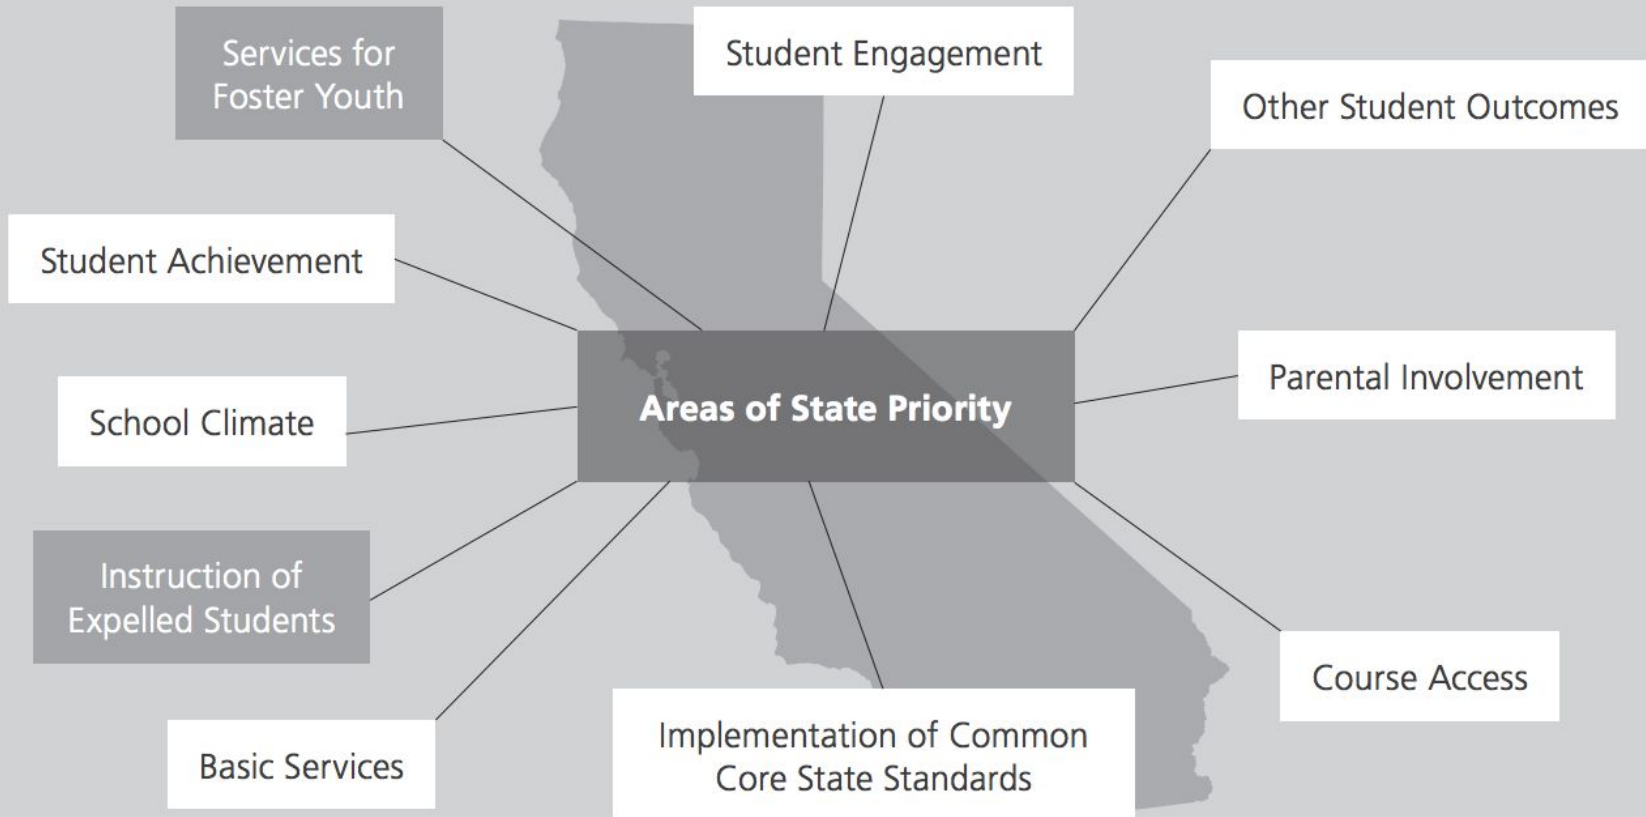 Services for
Foster Youth
Student Engagement
Other Student Outcomes
Student Achievement
Parental Involvement
School Climate
Areas of State Priority
Instruction of
Expelled Students
Course Access
Basic Services
Implementation of Common
Core State Standards